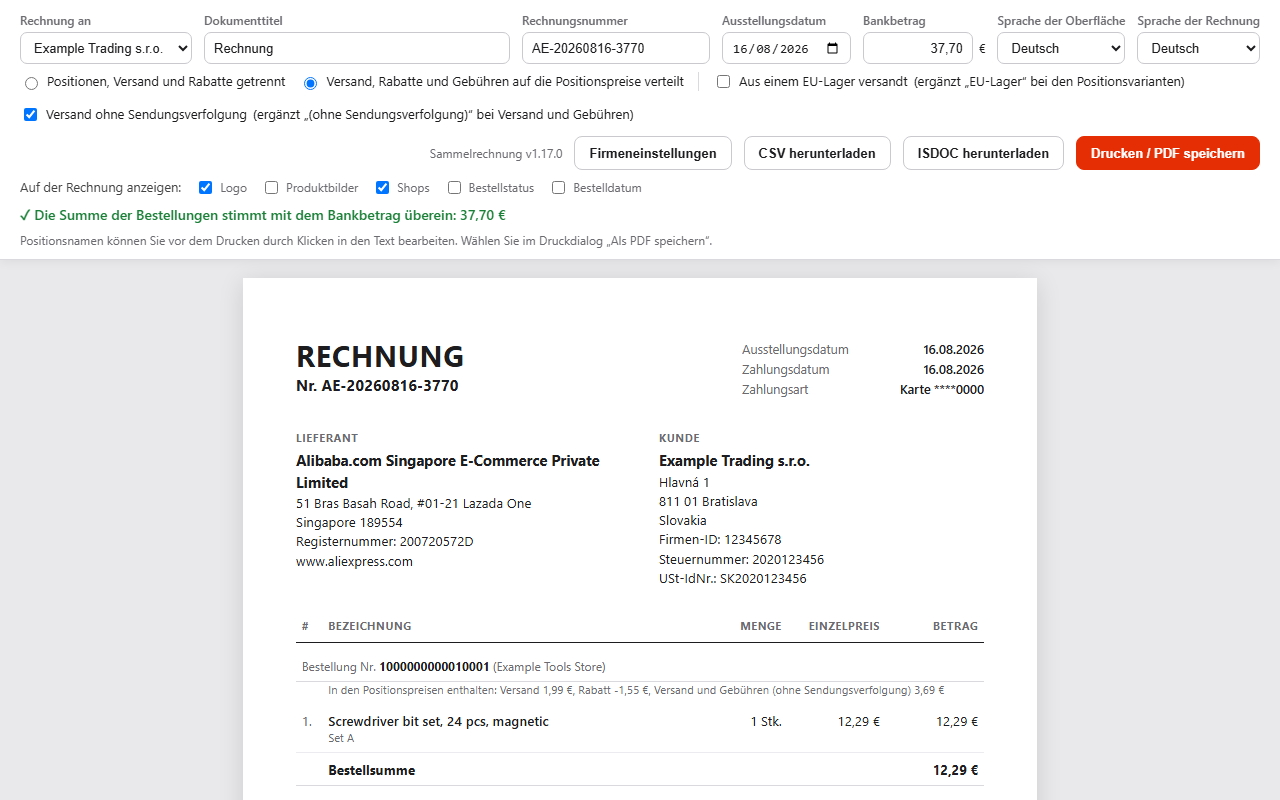 Rechnung an
Dokumenttitel
Rechnungsnummer
Ausstellungsdatum
Bankbetrag
Sprache der Oberfläche
Sprache der Rechnung
Example Trading s.r.o.
Rechnung
AE-20260816-3770
16/08/2026
37,70 €
Deutsch
Deutsch
Positionen, Versand und Rabatte getrennt
Versand, Rabatte und Gebühren auf die Positionspreise verteilt
Aus einem EU-Lager versandt (ergänzt „EU-Lager“ bei den Positionsvarianten)
Versand ohne Sendungsverfolgung (ergänzt „(ohne Sendungsverfolgung)“ bei Versand und Gebühren)
Sammelrechnung v1.17.0
Firmeneinstellungen
CSV herunterladen
ISDOC herunterladen
Drucken / PDF speichern
Auf der Rechnung anzeigen:
Logo
Produktbilder
Shops
Bestellstatus
Bestelldatum
✓ Die Summe der Bestellungen stimmt mit dem Bankbetrag überein: 37,70 €
Positionsnamen können Sie vor dem Drucken durch Klicken in den Text bearbeiten. Wählen Sie im Druckdialog „Als PDF speichern“.
RECHNUNG
Nr. AE-20260816-3770
Ausstellungsdatum 16.08.2026
Zahlungsdatum 16.08.2026
Zahlungsart Karte ****0000
LIEFERANT
Alibaba.com Singapore E-Commerce Private
Limited
51 Bras Basah Road, #01-21 Lazada One
Singapore 189554
Registernummer: 200720572D
www.aliexpress.com
KUNDE
Example Trading s.r.o.
Hlavná 1
811 01 Bratislava
Slovakia
Firmen-ID: 12345678
Steuernummer: 2020123456
USt-IdNr.: SK2020123456
# BEZEICHNUNG MENGE EINZELPREIS BETRAG
Bestellung Nr. 1000000000010001 (Example Tools Store)
In den Positionspreisen enthalten: Versand 1,99 €, Rabatt -1,55 €, Versand und Gebühren (ohne Sendungsverfolgung) 3,69 €
1. Screwdriver bit set, 24 pcs, magnetic 1 Stk. 12,29 € 12,29 €
Set A
Bestellsumme 12,29 €